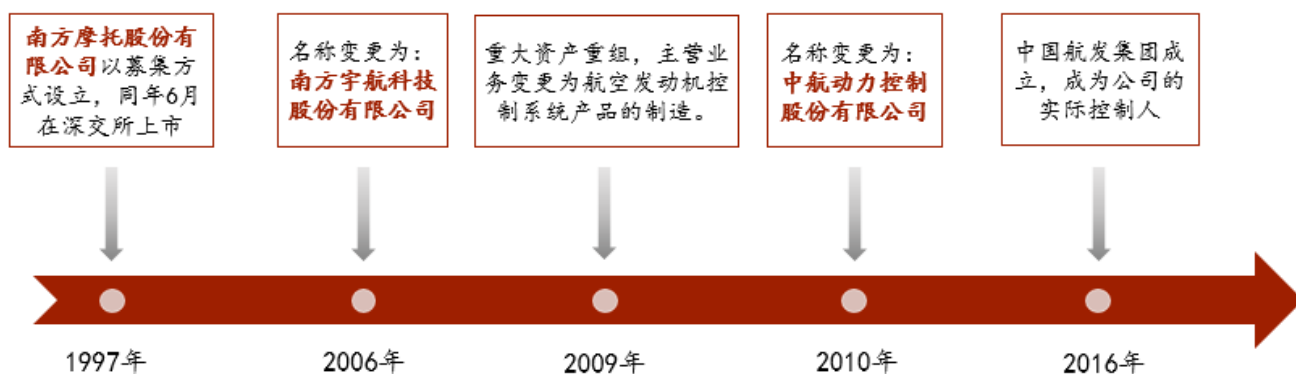 南方摩托股份有
限公司以募集方
式设立，同年6月
在深交所上市
名称变更为：
南方宇航科技
股份有限公司
重大资产重组，主营业
务变更为航空发动机控
制系统产品的制造。
名称变更为：
中航动力控制
股份有限公司
中国航发集团成
立，成为公司的
实际控制人
1997年
2006年
2009年
2010年
2016年